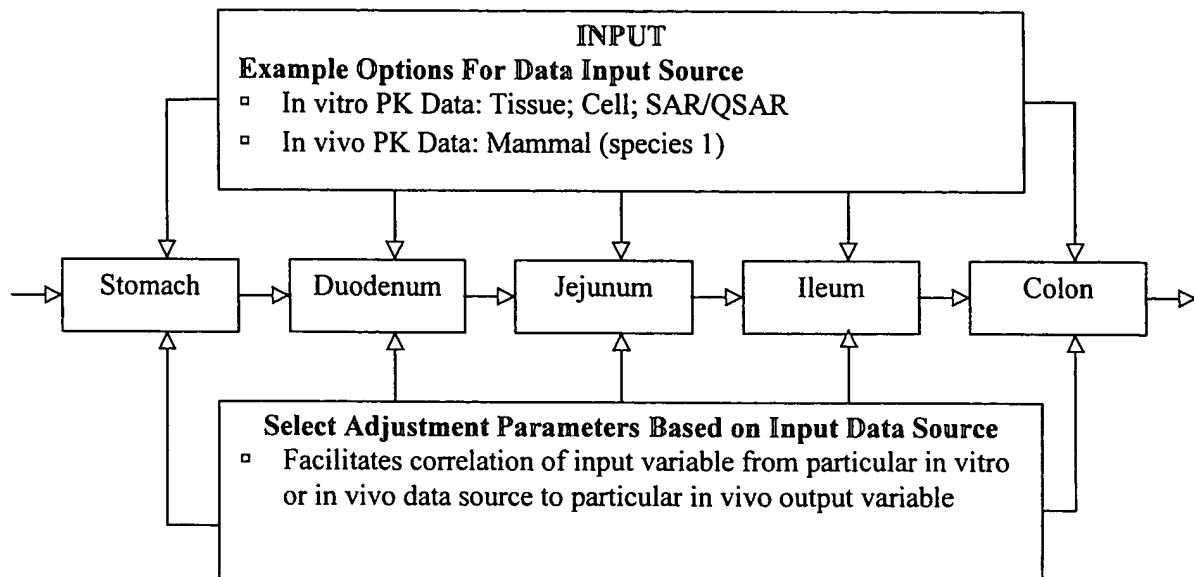 INPUT
Example Options For Data Input Source
▫ In vitro PK Data: Tissue; Cell; SAR/QSAR
▫ In vivo PK Data: Mammal (species 1)
Stomach
Duodenum
Jejunum
Ileum
Colon
Select Adjustment Parameters Based on Input Data Source
▫ Facilitates correlation of input variable from particular in vitro
or in vivo data source to particular in vivo output variable